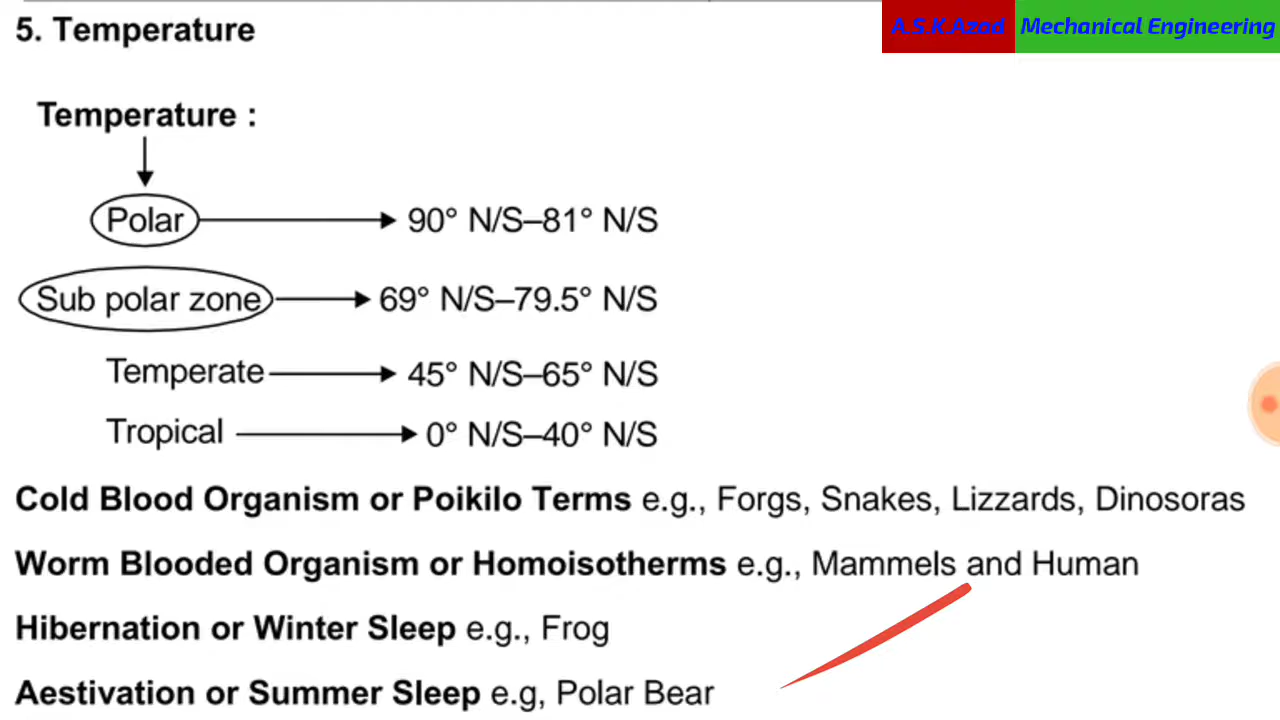 5. Temperature
A.S.K.Azad Mechanical Engineering
Temperature :
Polar 90° N/S–81° N/S
Sub polar zone 69° N/S–79.5° N/S
Temperate 45° N/S–65° N/S
Tropical 0° N/S–40° N/S
Cold Blood Organism or Poikilo Terms e.g., Forgs, Snakes, Lizzards, Dinosoras
Worm Blooded Organism or Homoisotherms e.g., Mammels and Human
Hibernation or Winter Sleep e.g., Frog
Aestivation or Summer Sleep e.g, Polar Bear